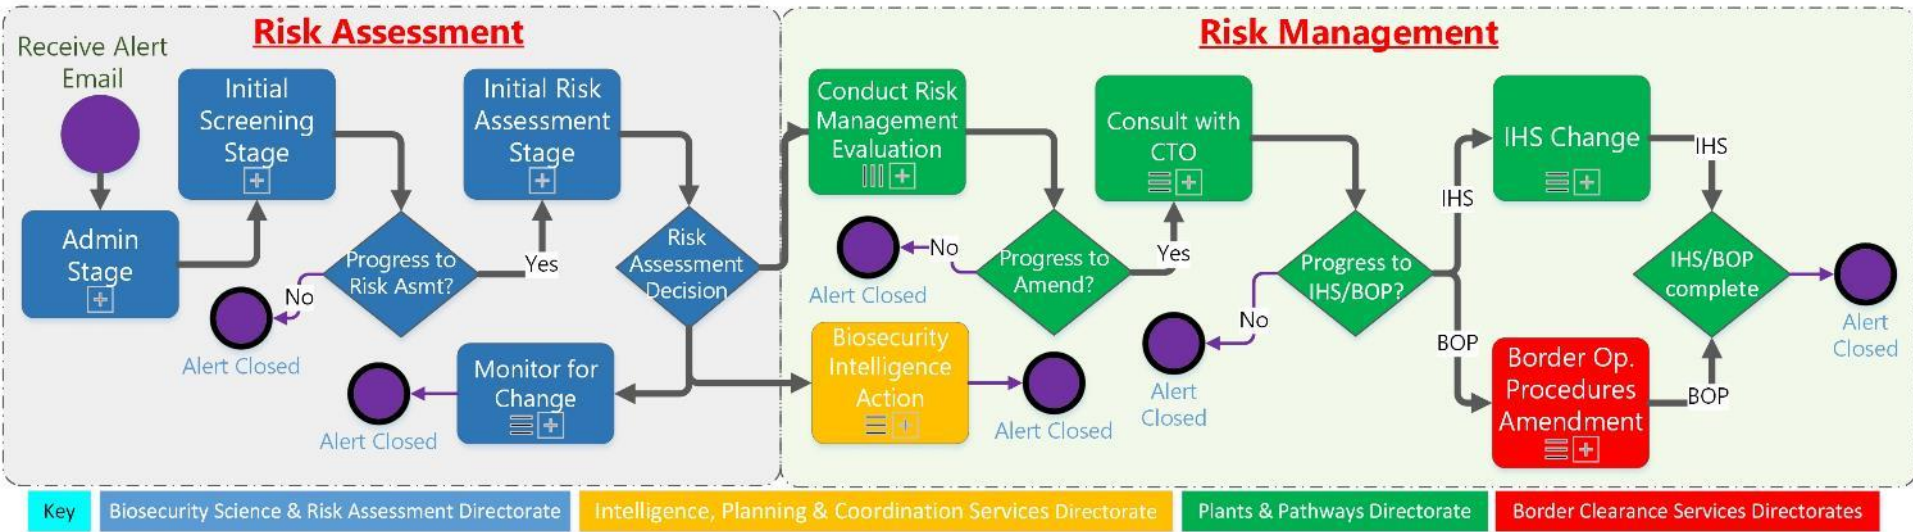 Risk Assessment
Receive Alert
Email
Initial
Screening
Stage
Initial Risk
Assessment
Stage
Admin
Stage
Progress to
Risk Asmt?
No
Yes
Alert Closed
Risk
Assessment
Decision
Monitor for
Change
Alert Closed
Risk Management
Conduct Risk
Management
Evaluation
Consult with
CTO
IHS Change
IHS
IHS
No
Progress to
Amend?
Yes
Alert Closed
Progress to
IHS/BOP?
No
IHS/BOP
complete
Alert
Closed
Biosecurity
Intelligence
Action
Alert Closed
Alert
Closed
BOP
Border Op.
Procedures
Amendment
BOP
Key
Biosecurity Science & Risk Assessment Directorate
Intelligence, Planning & Coordination Services Directorate
Plants & Pathways Directorate
Border Clearance Services Directorates